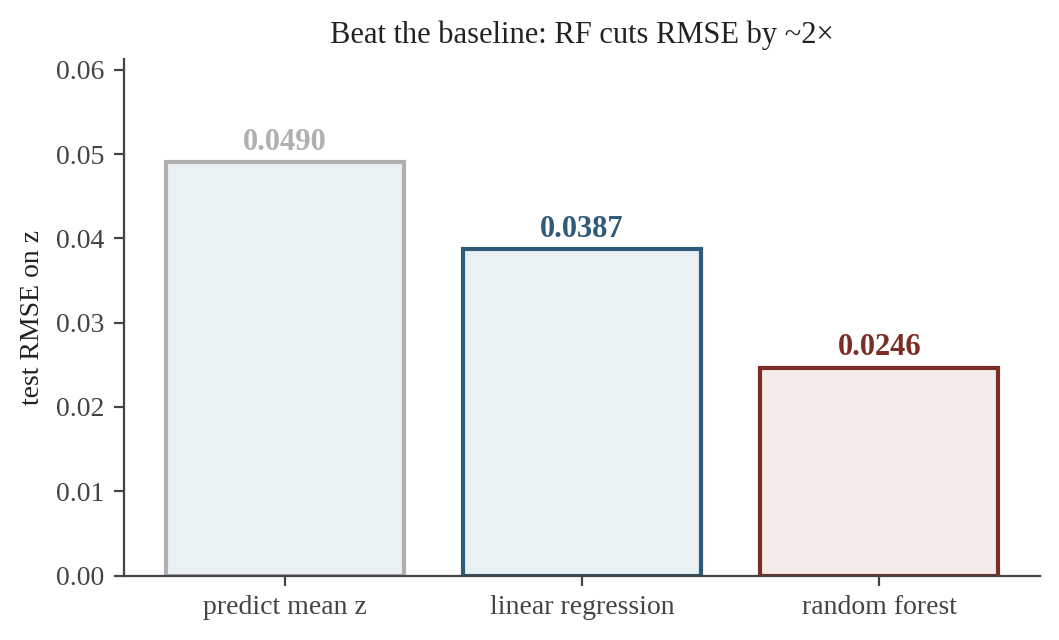 Beat the baseline: RF cuts RMSE by ~2×
test RMSE on z
0.06
0.05
0.04
0.03
0.02
0.01
0.00
0.0490
0.0387
0.0246
predict mean z
linear regression
random forest